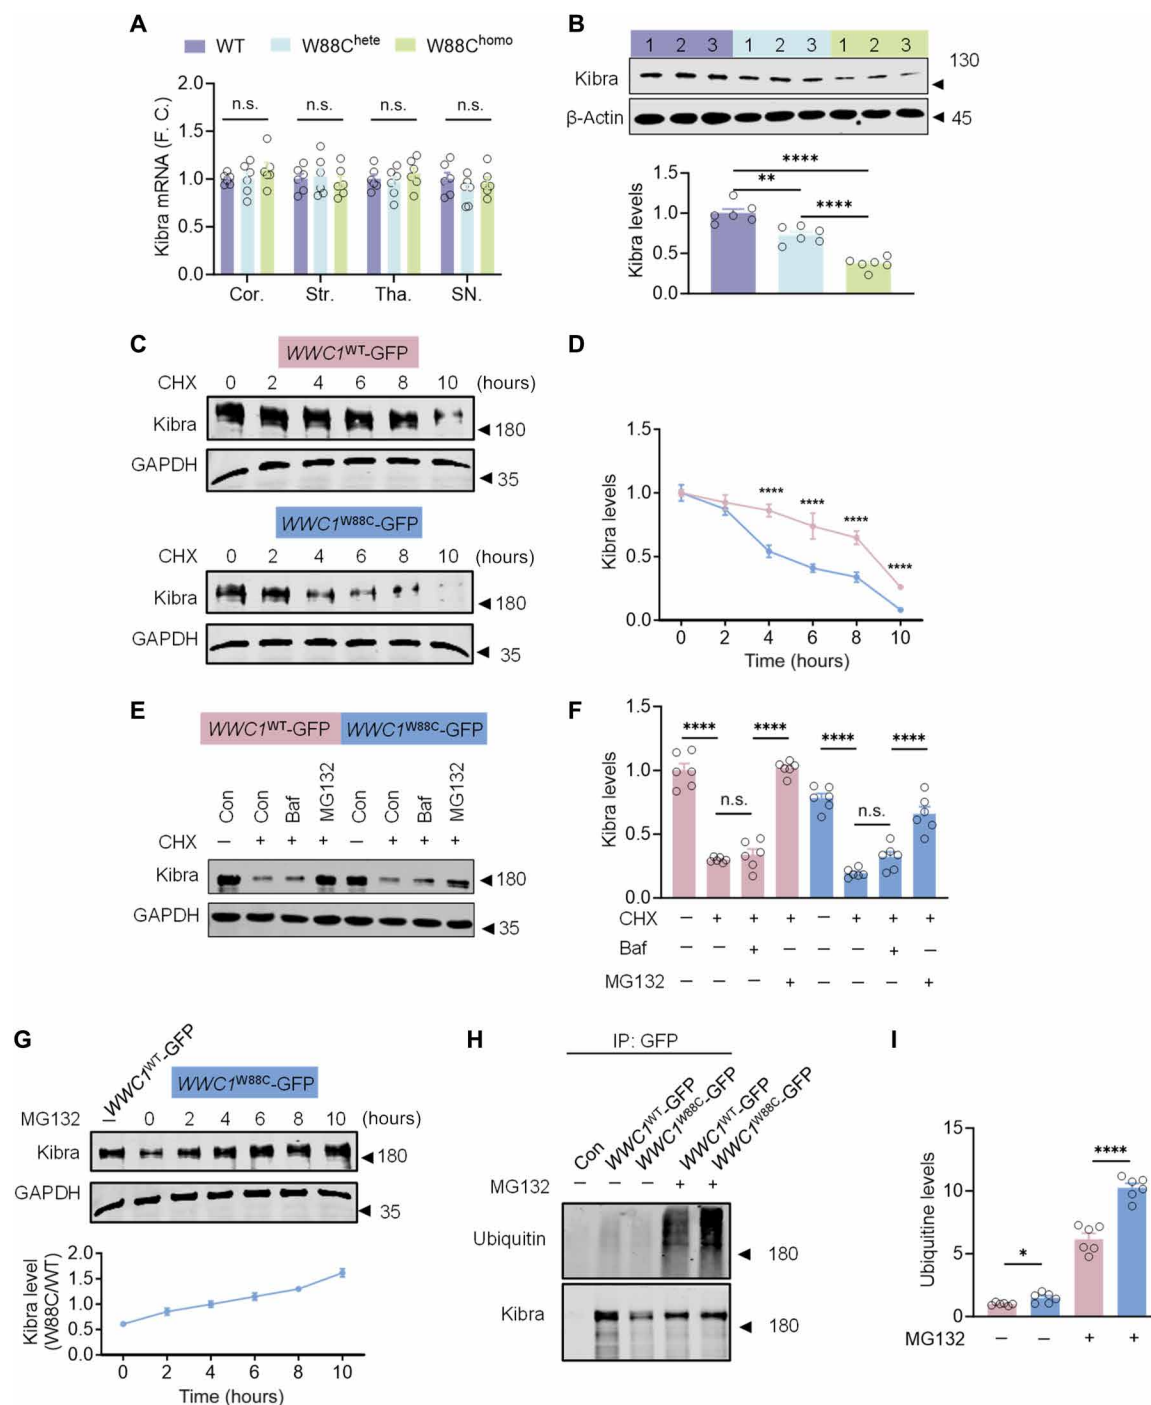 A
WT W88Chete W88Chomo
Kibra mRNA (F. C.)
2.0
1.5
1.0
0.5
0.0
n.s. n.s. n.s. n.s.
Cor. Str. Tha. SN.
B
1 2 3 1 2 3 1 2 3
Kibra
130
β-Actin
45
Kibra levels
1.5
1.0
0.5
0.0
****
**
****
C
WWC1WT-GFP
CHX 0 2 4 6 8 10 (hours)
Kibra
180
GAPDH
35
WWC1W88C-GFP
CHX 0 2 4 6 8 10 (hours)
Kibra
180
GAPDH
35
D
Kibra levels
1.5
1.0
0.5
0.0
**** **** **** ****
0 2 4 6 8 10
Time (hours)
E
WWC1WT-GFP WWC1W88C-GFP
Con Con Baf MG132 Con Con Baf MG132
CHX – + + + – + + +
Kibra
180
GAPDH
35
F
Kibra levels
1.5
1.0
0.5
0.0
**** n.s. **** **** n.s. ****
CHX – + + + – + + +
Baf – – + – – – + –
MG132 – – – + – – – +
G
WWC1WT-GFP
WWC1W88C-GFP
MG132 – 0 2 4 6 8 10 (hours)
Kibra
180
GAPDH
35
Kibra level
(W88C/WT)
2.0
1.5
1.0
0.5
0.0
0 2 4 6 8 10
Time (hours)
H
IP: GFP
Con WWC1WT-GFP WWC1W88C-GFP WWC1WT-GFP WWC1W88C-GFP
MG132 – – – + +
Ubiquitin
180
Kibra
180
I
Ubiquitine levels
15
10
5
0
* ****
MG132 – – + +